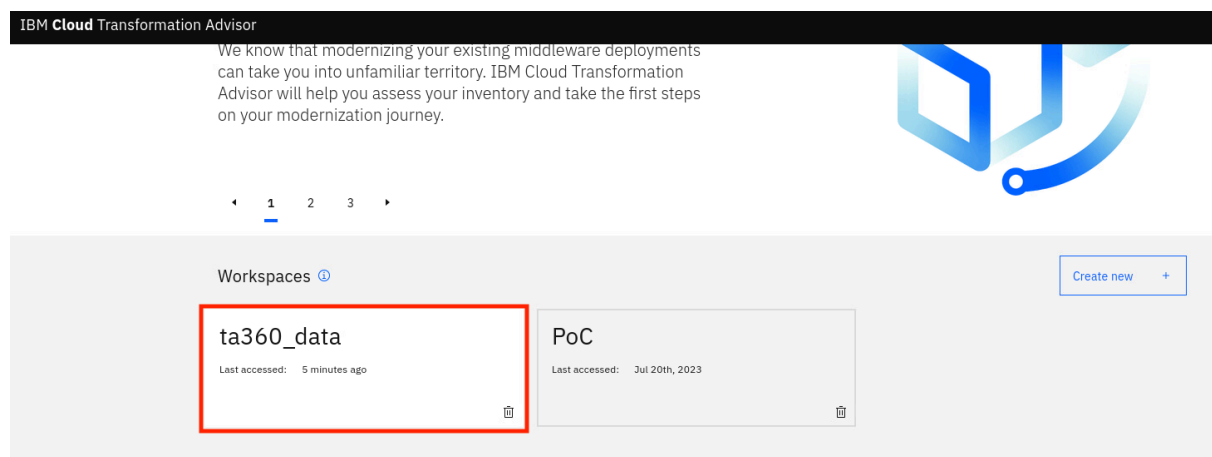 IBM Cloud Transformation Advisor
We know that modernizing your existing middleware deployments
can take you into unfamiliar territory. IBM Cloud Transformation
Advisor will help you assess your inventory and take the first steps
on your modernization journey.
1 2 3
Workspaces
Create new +
ta360_data
Last accessed: 5 minutes ago
PoC
Last accessed: Jul 20th, 2023